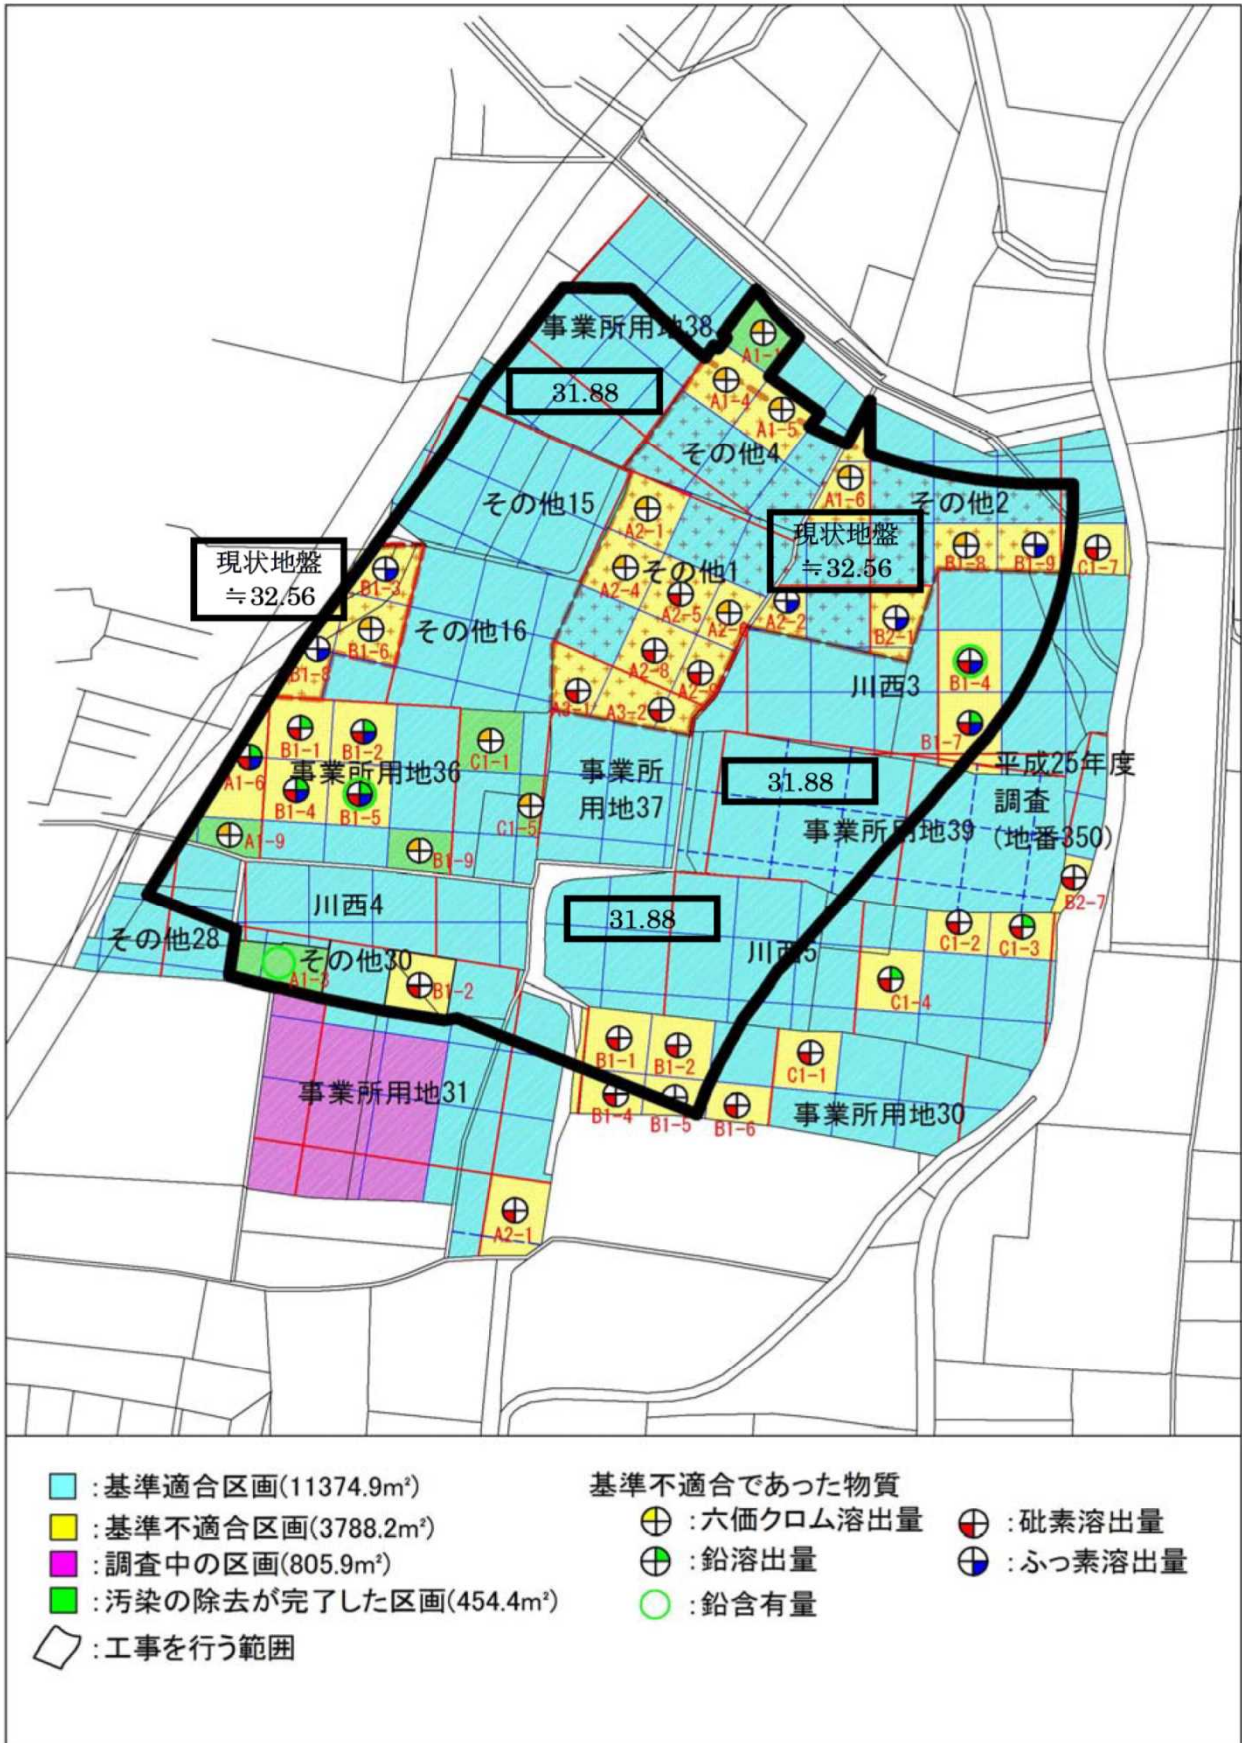 事業所用地38
A1-1
31.88
A1-4
A1-5
その他4
その他15
A1-6
その他2
A2-1
現状地盤
≒32.56
現状地盤
≒32.56
B1-8
B1-9
C1-7
B1-3
その他1
A2-4
A2-5
A2-6
A2-2
B2-1
その他16
B1-6
B1-8
A2-8
A2-9
川西3
B1-4
A3-1
A3-2
B1-7
B1-1
B1-2
C1-1
A1-6
事業所用地36
事業所
用地37
31.88
平成25年度
調査
(地番350)
B1-4
B1-5
C1-5
事業所用地39
A1-9
B1-9
B2-7
川西4
31.88
その他28
その他30
川西5
C1-2
C1-3
A1-3
B1-2
C1-4
B1-1
B1-2
C1-1
事業所用地31
B1-4
B1-5
B1-6
事業所用地30
A2-1
:基準適合区画(11374.9m²)
:基準不適合区画(3788.2m²)
:調査中の区画(805.9m²)
:汚染の除去が完了した区画(454.4m²)
:工事を行う範囲
基準不適合であった物質
:六価クロム溶出量
:砒素溶出量
:鉛溶出量
:ふっ素溶出量
:鉛含有量